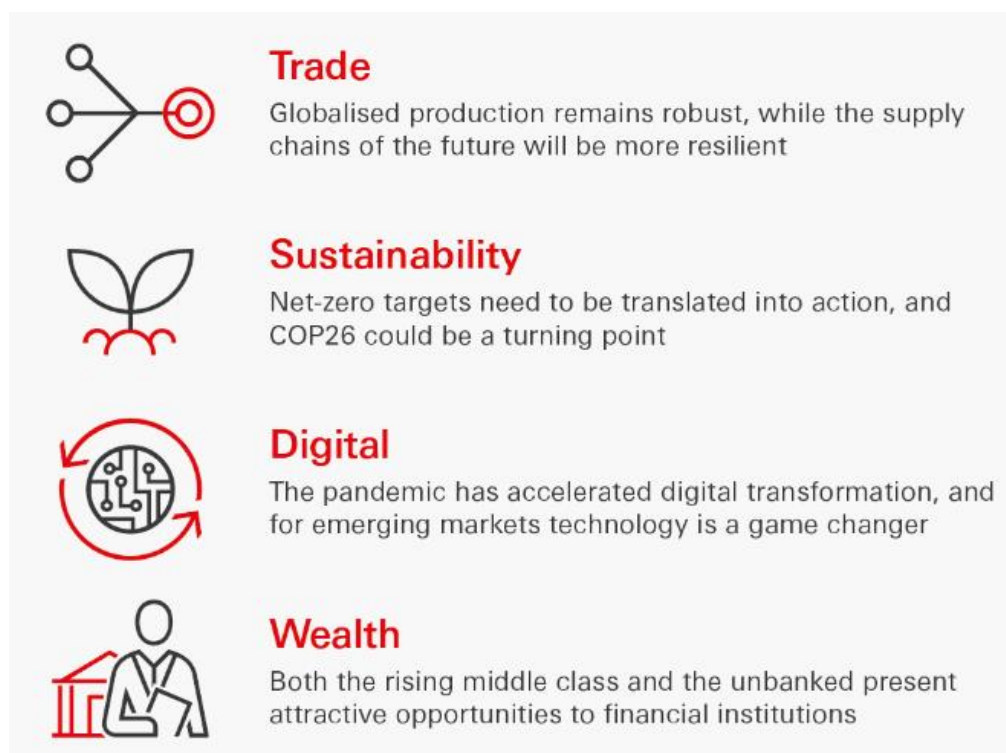 Trade
Globalised production remains robust, while the supply
chains of the future will be more resilient
Sustainability
Net-zero targets need to be translated into action, and
COP26 could be a turning point
Digital
The pandemic has accelerated digital transformation, and
for emerging markets technology is a game changer
Wealth
Both the rising middle class and the unbanked present
attractive opportunities to financial institutions